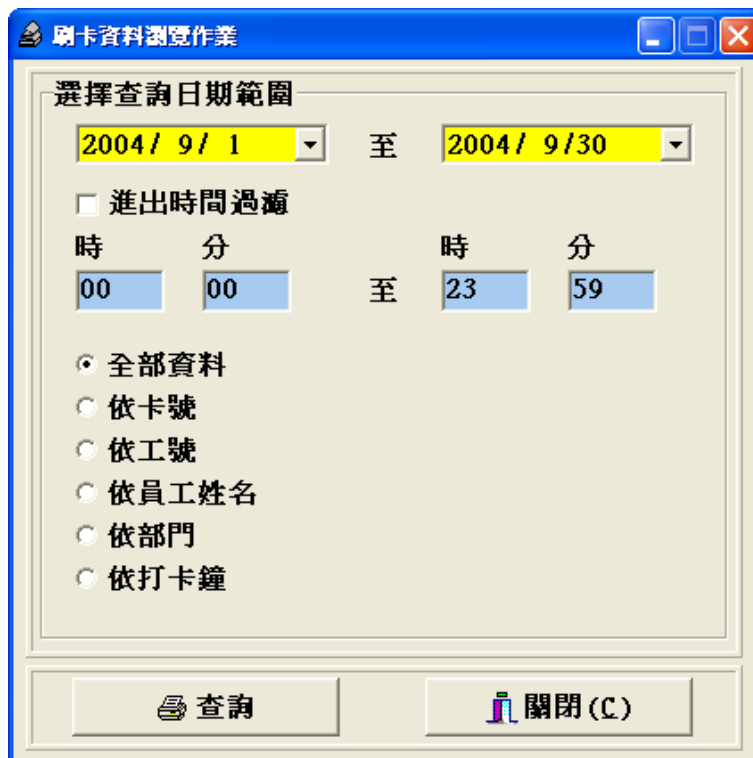 刷卡資料瀏覽作業
選擇查詢日期範圍
2004/ 9/ 1 至 2004/ 9/30
進出時間過濾
時 分 時 分
00 00 至 23 59
全部資料
依卡號
依工號
依員工姓名
依部門
依打卡鐘
查詢 關閉(C)